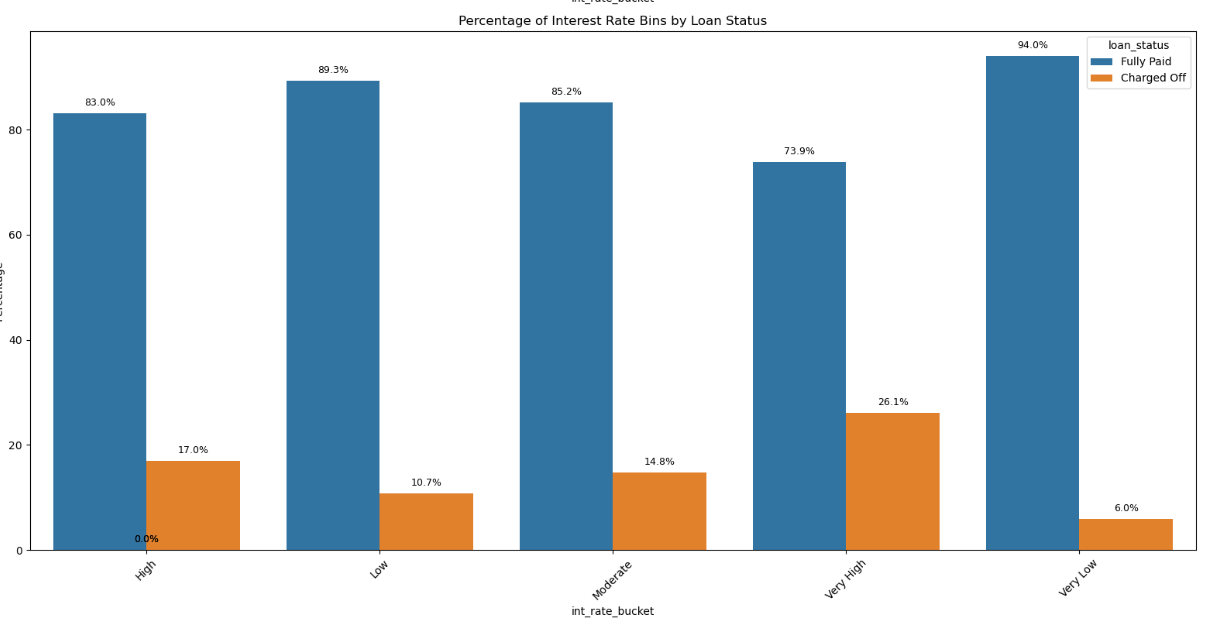 int_rate_bucket
Percentage of Interest Rate Bins by Loan Status
loan_status
Fully Paid
Charged Off
94.0%
89.3%
85.2%
83.0%
73.9%
26.1%
17.0%
14.8%
10.7%
6.0%
0.0%
80
60
40
20
0
Percentage
High
Low
Moderate
Very High
Very Low
int_rate_bucket